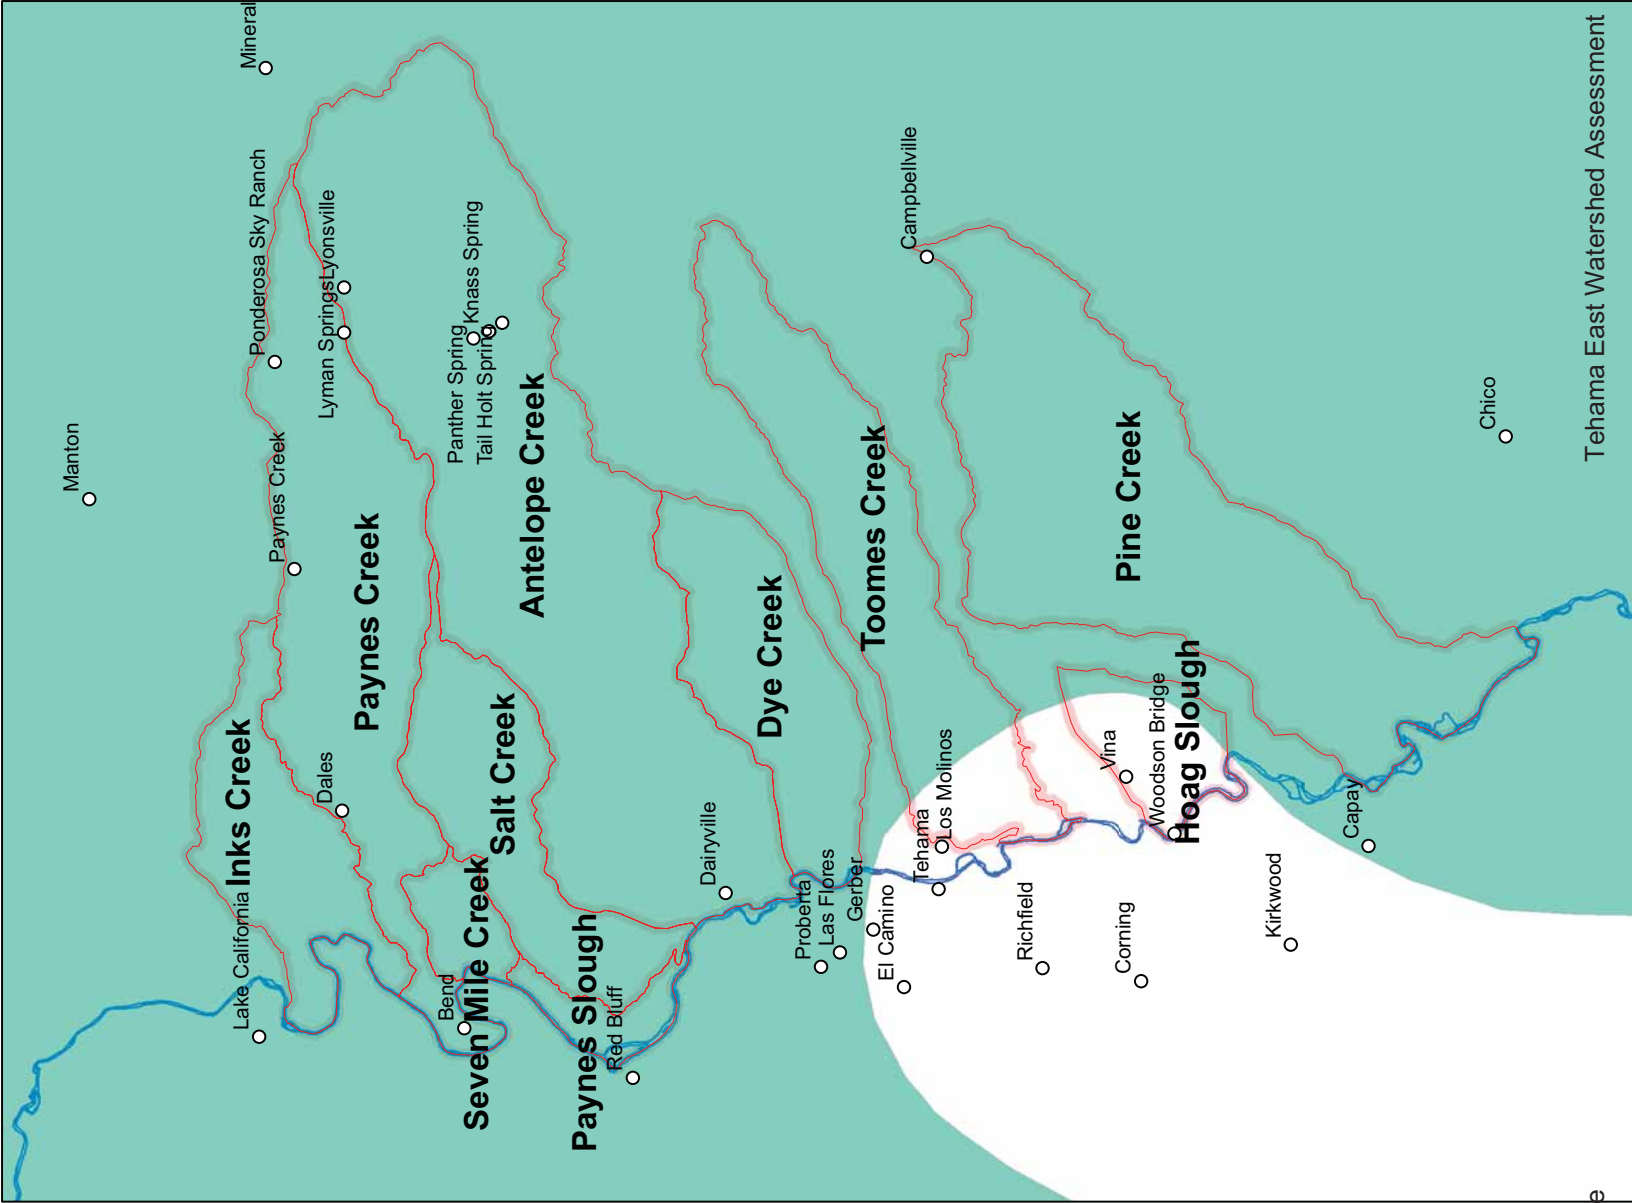 Mineral
Manton
Ponderosa Sky Ranch
Lyonsville
Lyman Springs
Paynes Creek
Knass Spring
Panther Spring
Tail Holt Spring
Campbellville
Antelope Creek
Paynes Creek
Inks Creek
Dales
Salt Creek
Dye Creek
Toomes Creek
Pine Creek
Chico
Lake California
Bend
Seven Mile Creek
Paynes Slough
Red Bluff
Dairyville
Proberta
Las Flores
Gerber
El Camino
Tehama
Los Molinos
Vina
Woodson Bridge
Hoag Slough
Richfield
Corning
Kirkwood
Capay
Tehama East Watershed Assessment
e